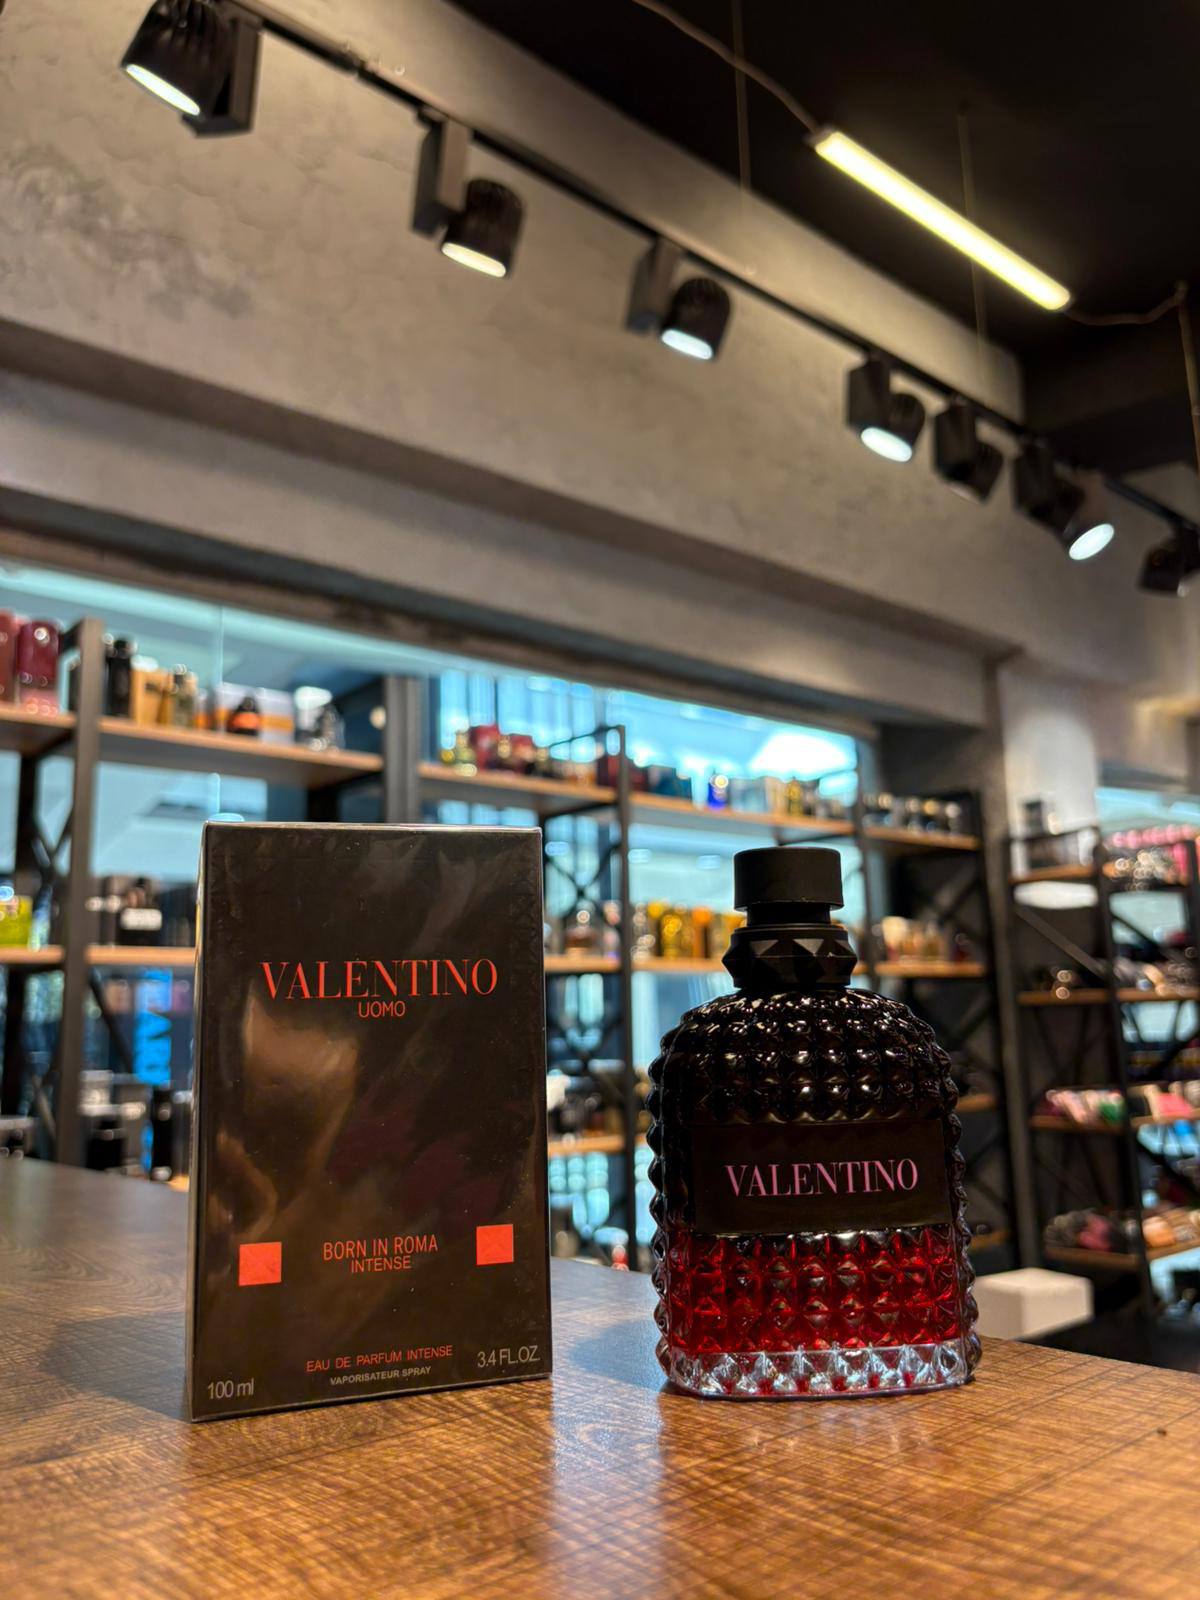 VALENTINO
UOMO
BORN IN ROMA
INTENSE
EAU DE PARFUM INTENSE
VAPORISATEUR SPRAY
100 ml
3.4 FL.OZ.
VALENTINO